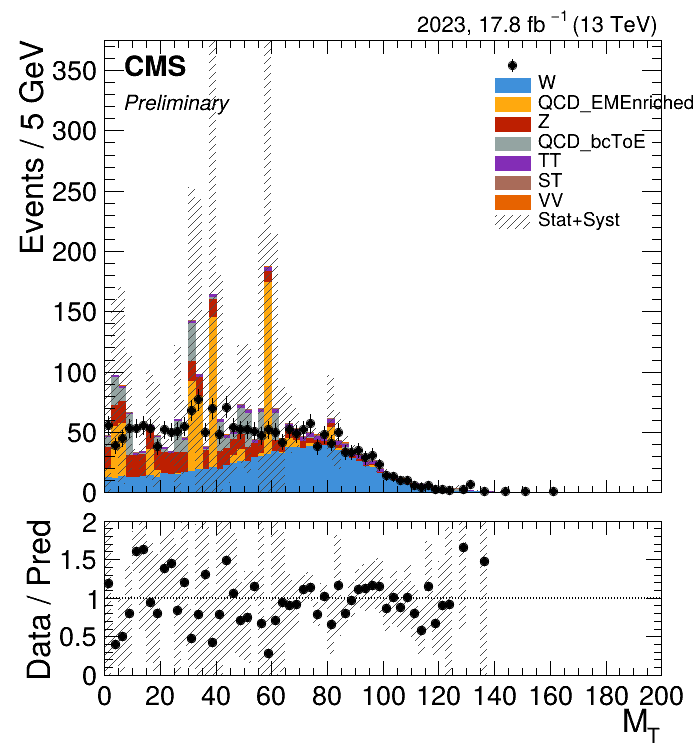 2023, 17.8 fb⁻¹ (13 TeV)
CMS
Preliminary
W
QCD_EMEnriched
Z
QCD_bcToE
TT
ST
VV
Stat+Syst
Events / 5 GeV
350
300
250
200
150
100
50
0
Data / Pred
2
1.5
1
0.5
0
0 20 40 60 80 100 120 140 160 180 200
M_T